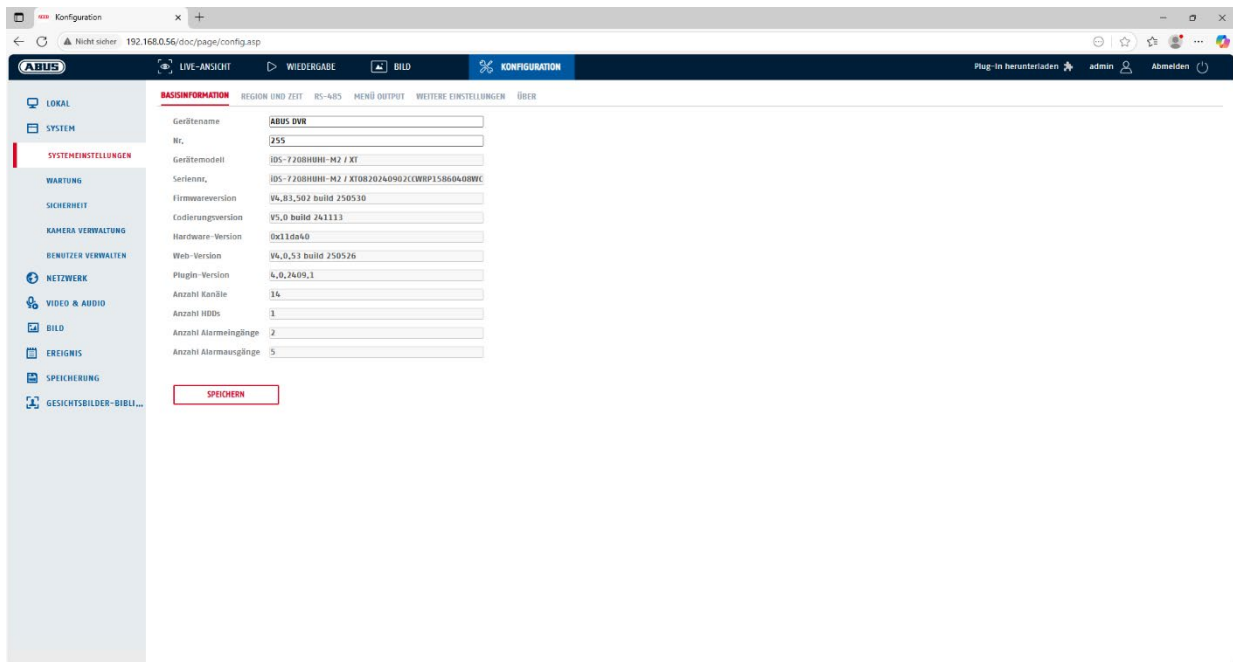 Konfiguration
Nicht sicher 192.168.0.56/doc/page/config.asp
ABUS LIVE-ANSICHT WIEDERGABE BILD KONFIGURATION Plug-In herunterladen admin Abmelden
LOKAL
SYSTEM
SYSTEMEINSTELLUNGEN
WARTUNG
SICHERHEIT
KAMERA VERWALTUNG
BENUTZER VERWALTEN
NETZWERK
VIDEO & AUDIO
BILD
EREIGNIS
SPEICHERUNG
GESICHTSBILDER-BIBLI...
BASISINFORMATION REGION UND ZEIT RS-485 MENÜ OUTPUT WEITERE EINSTELLUNGEN ÜBER
Gerätename ABUS DVR
Nr. 255
Gerätemodell iDS-7208HUHI-M2 / XT
Seriennr. iDS-7208HUHI-M2 / XT0820240902CCWRP15860408WC
Firmwareversion V4.83.502 build 250530
Codierungsversion V5.0 build 241113
Hardware-Version 0x11da40
Web-Version V4.0.53 build 250526
Plugin-Version 4.0.2409.1
Anzahl Kanäle 14
Anzahl HDDs 1
Anzahl Alarmeingänge 2
Anzahl Alarmausgänge 5
SPEICHERN